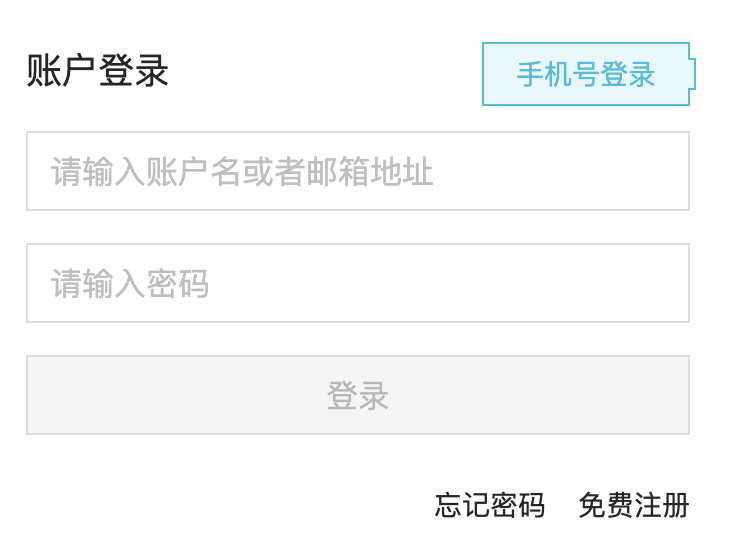 账户登录
手机号登录
请输入账户名或者邮箱地址
请输入密码
登录
忘记密码 免费注册